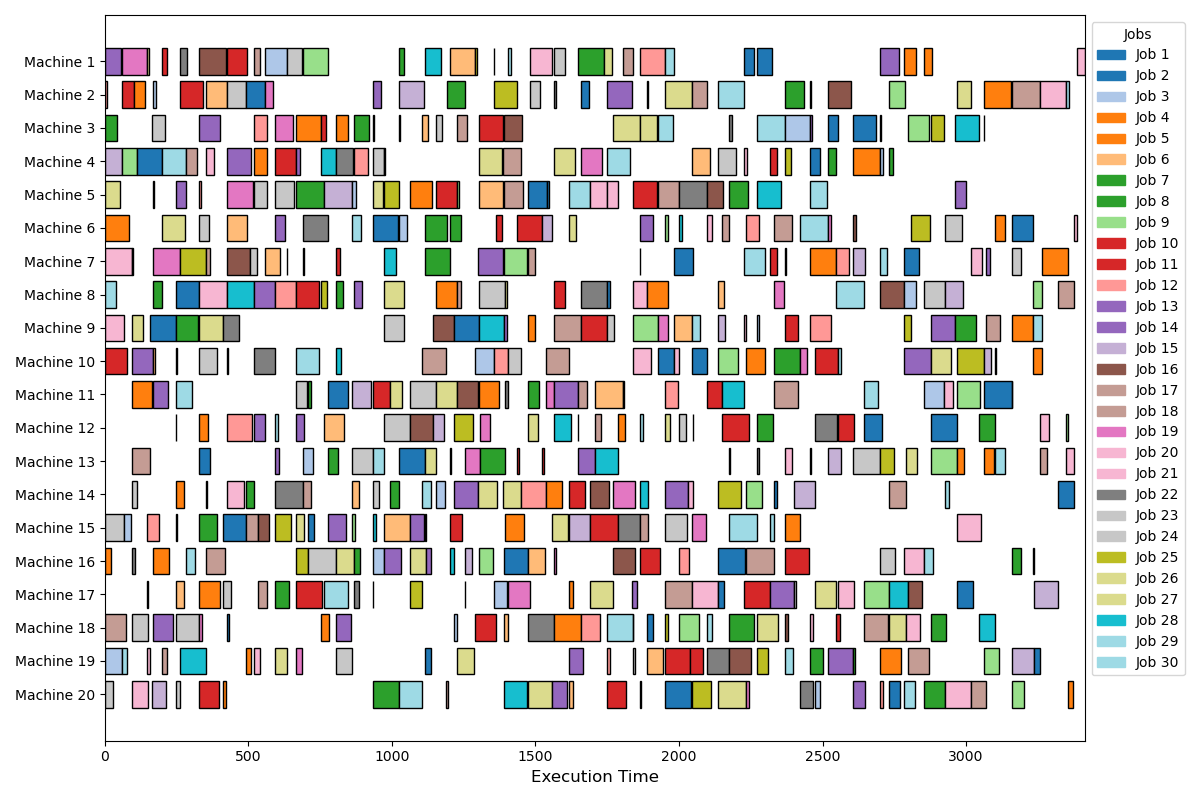 Machine 1
Machine 2
Machine 3
Machine 4
Machine 5
Machine 6
Machine 7
Machine 8
Machine 9
Machine 10
Machine 11
Machine 12
Machine 13
Machine 14
Machine 15
Machine 16
Machine 17
Machine 18
Machine 19
Machine 20
0 500 1000 1500 2000 2500 3000
Execution Time
Jobs
Job 1
Job 2
Job 3
Job 4
Job 5
Job 6
Job 7
Job 8
Job 9
Job 10
Job 11
Job 12
Job 13
Job 14
Job 15
Job 16
Job 17
Job 18
Job 19
Job 20
Job 21
Job 22
Job 23
Job 24
Job 25
Job 26
Job 27
Job 28
Job 29
Job 30